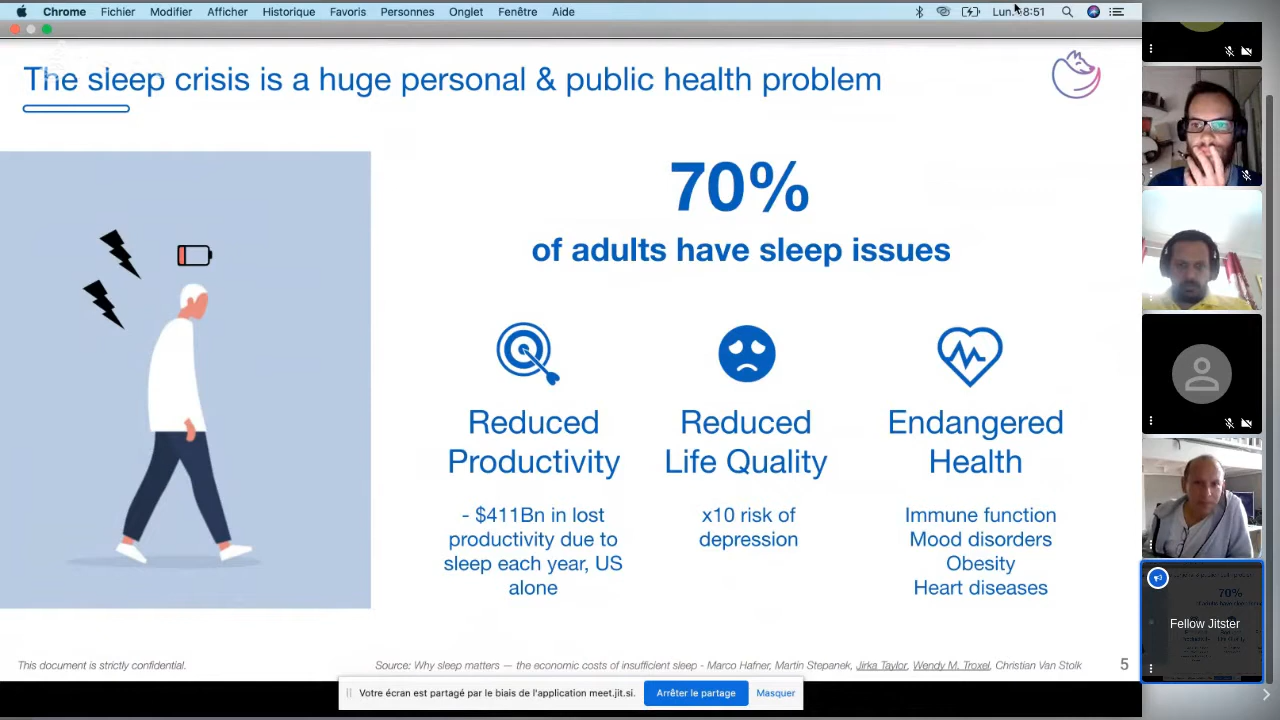 Chrome Fichier Modifier Afficher Historique Favoris Personnes Onglet Fenêtre Aide
The sleep crisis is a huge personal & public health problem
70%
of adults have sleep issues
Reduced
Productivity
- $411Bn in lost
productivity due to
sleep each year, US
alone
Reduced
Life Quality
x10 risk of
depression
Endangered
Health
Immune function
Mood disorders
Obesity
Heart diseases
This document is strictly confidential.
Source: Why sleep matters — the economic costs of insufficient sleep - Marco Hafner, Martin Stepanek, Jirka Taylor, Wendy M. Troxel, Christian Van Stolk
5
Votre écran est partagé par le biais de l'application meet.jit.si.
Arrêter le partage
Masquer
70%
Fellow Jitster